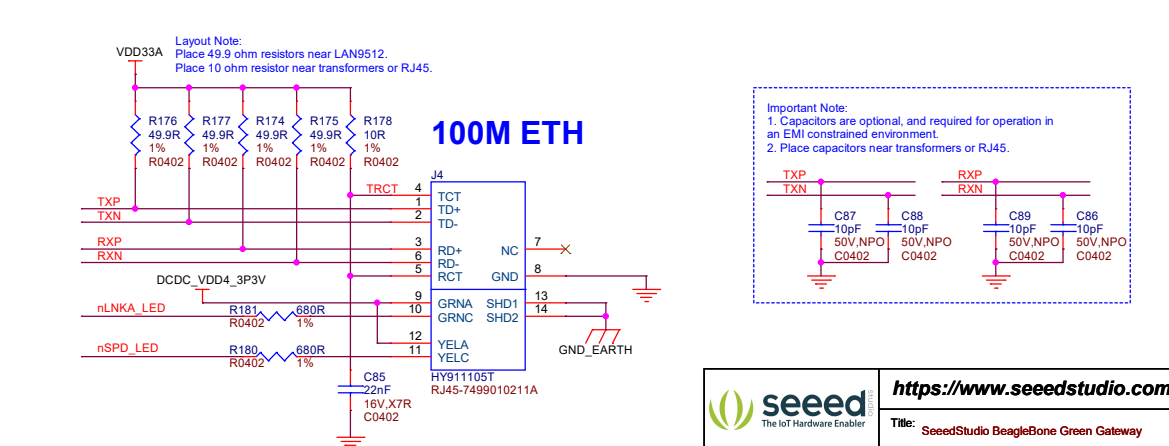 Layout Note:
Place 49.9 ohm resistors near LAN9512.
Place 10 ohm resistor near transformers or RJ45.
VDD33A
R176
49.9R
1%
R0402
R177
49.9R
1%
R0402
R174
49.9R
1%
R0402
R175
49.9R
1%
R0402
R178
10R
1%
R0402
100M ETH
J4
TRCT 4 TCT
TXP 1 TD+
TXN 2 TD-
RXP 3 RD+ NC 7
RXN 6 RD-
5 RCT GND 8
DCDC_VDD4_3P3V
9 GRNA SHD1 13
nLNKA_LED R181 680R 10 GRNC SHD2 14
R0402 1%
12 YELA
nSPD_LED R180 680R 11 YELC
R0402 1%
GND_EARTH
HY911105T
RJ45-7499010211A
C85
22nF
16V,X7R
C0402
Important Note:
1. Capacitors are optional, and required for operation in
an EMI constrained environment.
2. Place capacitors near transformers or RJ45.
TXP
TXN
RXP
RXN
C87
10pF
50V,NPO
C0402
C88
10pF
50V,NPO
C0402
C89
10pF
50V,NPO
C0402
C86
10pF
50V,NPO
C0402
seeed studio
The IoT Hardware Enabler
https://www.seeedstudio.com
Title: SeeedStudio BeagleBone Green Gateway